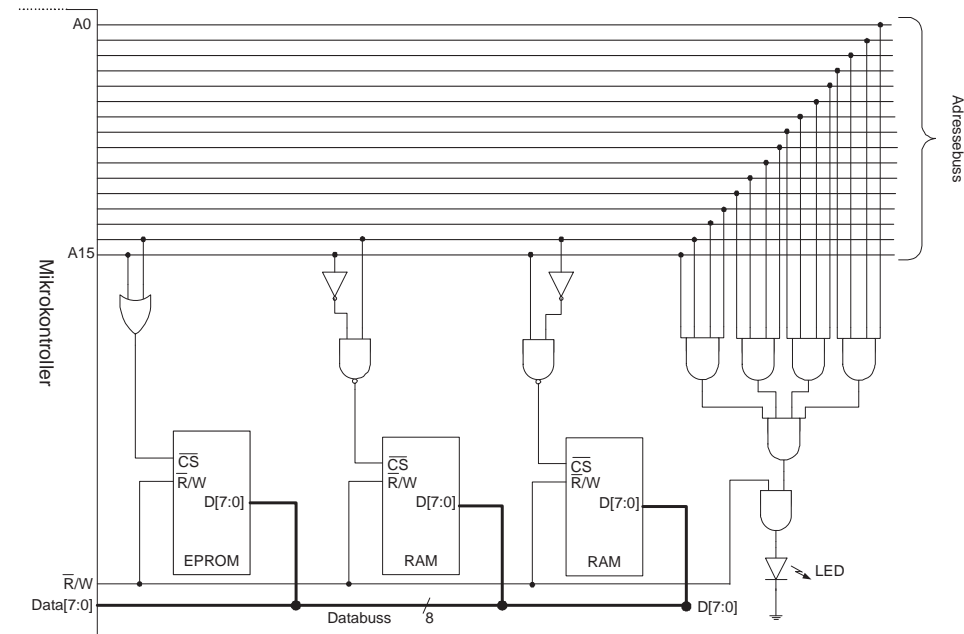 A0
Adressebuss
A15
Mikrokontroller
CS
R/W
D[7:0]
EPROM
CS
R/W
D[7:0]
RAM
CS
R/W
D[7:0]
RAM
LED
R/W
Data[7:0]
Databuss
8
D[7:0]